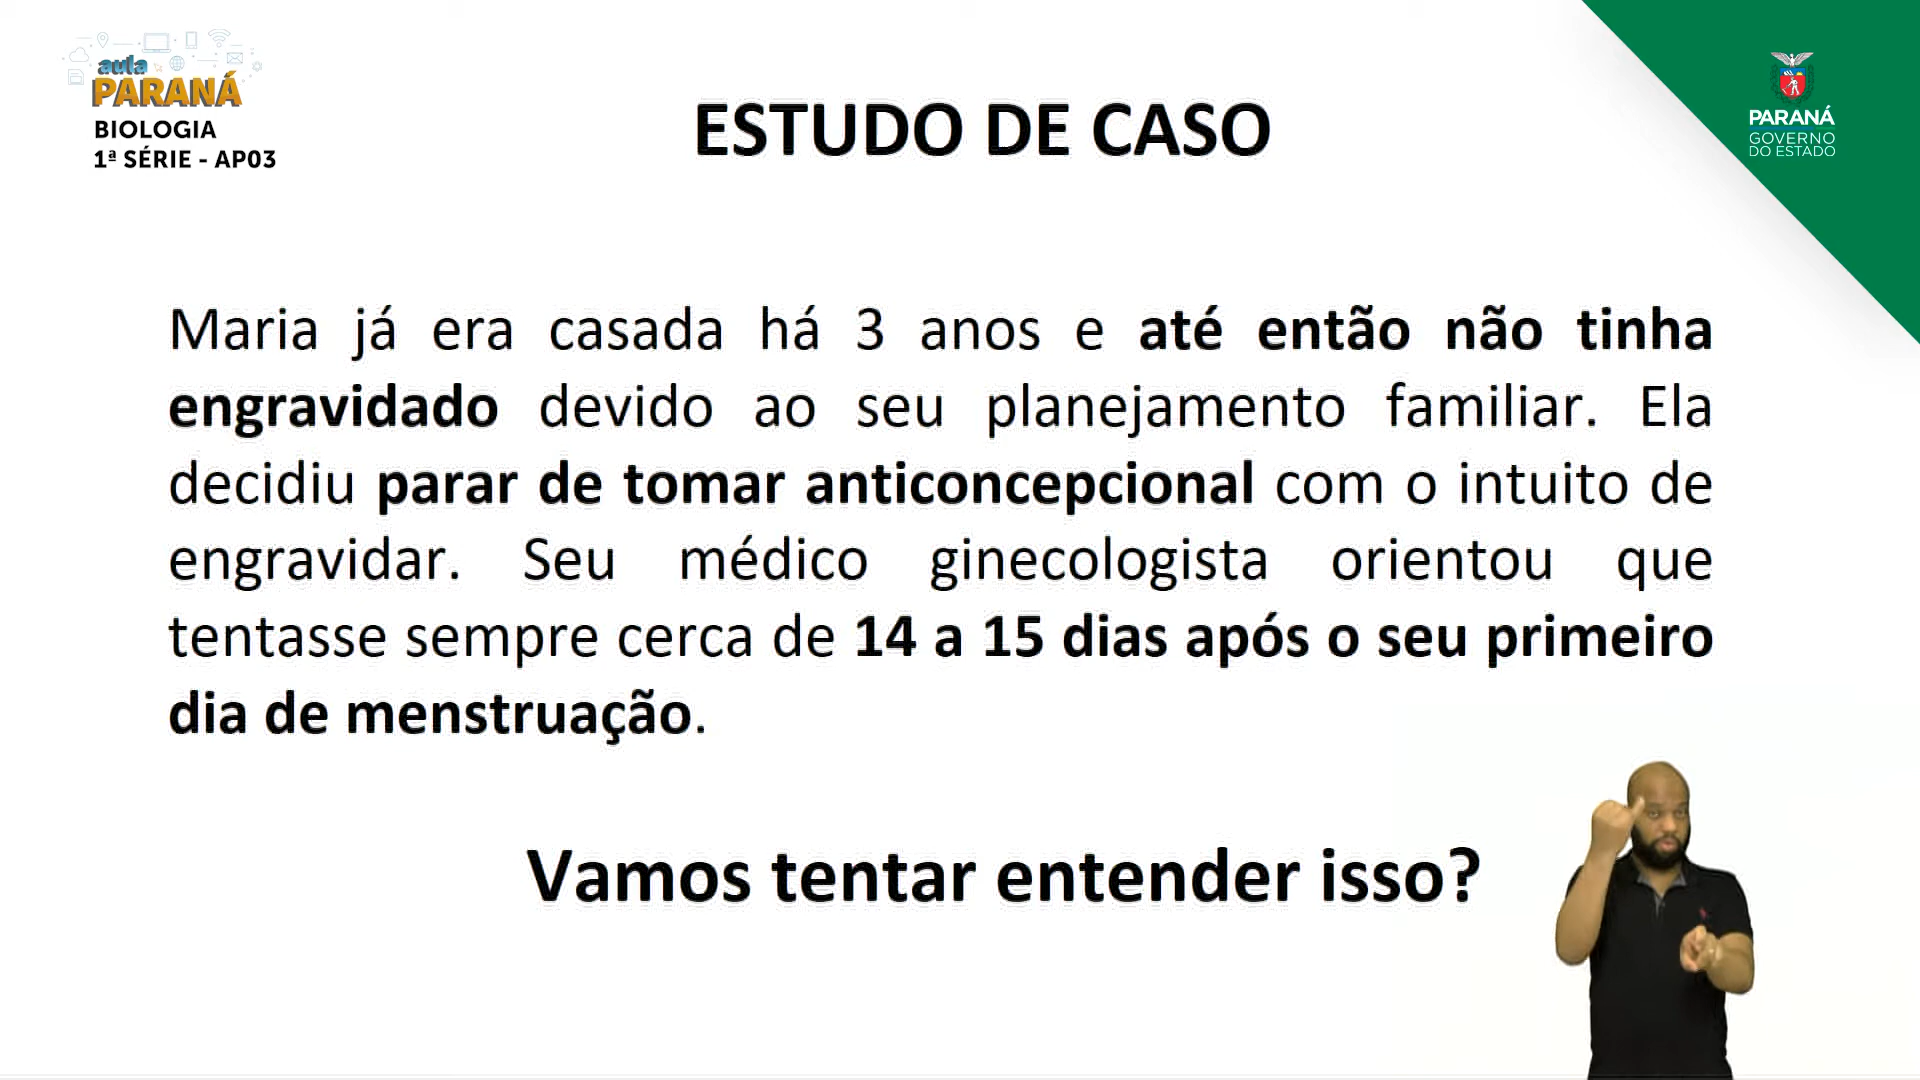 aula
PARANÁ
BIOLOGIA
1ª SÉRIE - AP03
ESTUDO DE CASO
PARANÁ
GOVERNO
DO ESTADO
Maria já era casada há 3 anos e até então não tinha
engravidado devido ao seu planejamento familiar. Ela
decidiu parar de tomar anticoncepcional com o intuito de
engravidar. Seu médico ginecologista orientou que
tentasse sempre cerca de 14 a 15 dias após o seu primeiro
dia de menstruação.
Vamos tentar entender isso?